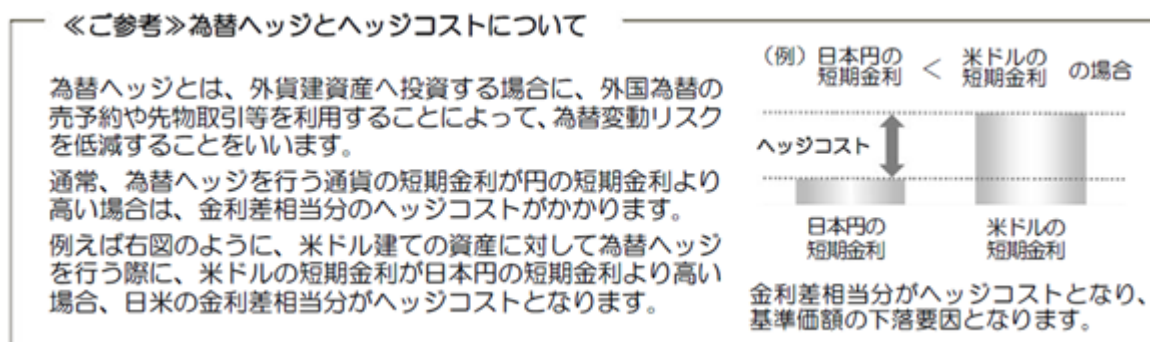 ≪ご参考≫為替ヘッジとヘッジコストについて
為替ヘッジとは、外貨建資産へ投資する場合に、外国為替の
売予約や先物取引等を利用することによって、為替変動リスク
を低減することをいいます。
通常、為替ヘッジを行う通貨の短期金利が円の短期金利より
高い場合は、金利差相当分のヘッジコストがかかります。
例えば右図のように、米ドル建ての資産に対して為替ヘッジ
を行う際に、米ドルの短期金利が日本円の短期金利より高い
場合、日米の金利差相当分がヘッジコストとなります。
（例）日本円の短期金利 ＜ 米ドルの短期金利 の場合
ヘッジコスト
日本円の
短期金利
米ドルの
短期金利
金利差相当分がヘッジコストとなり、
基準価額の下落要因となります。